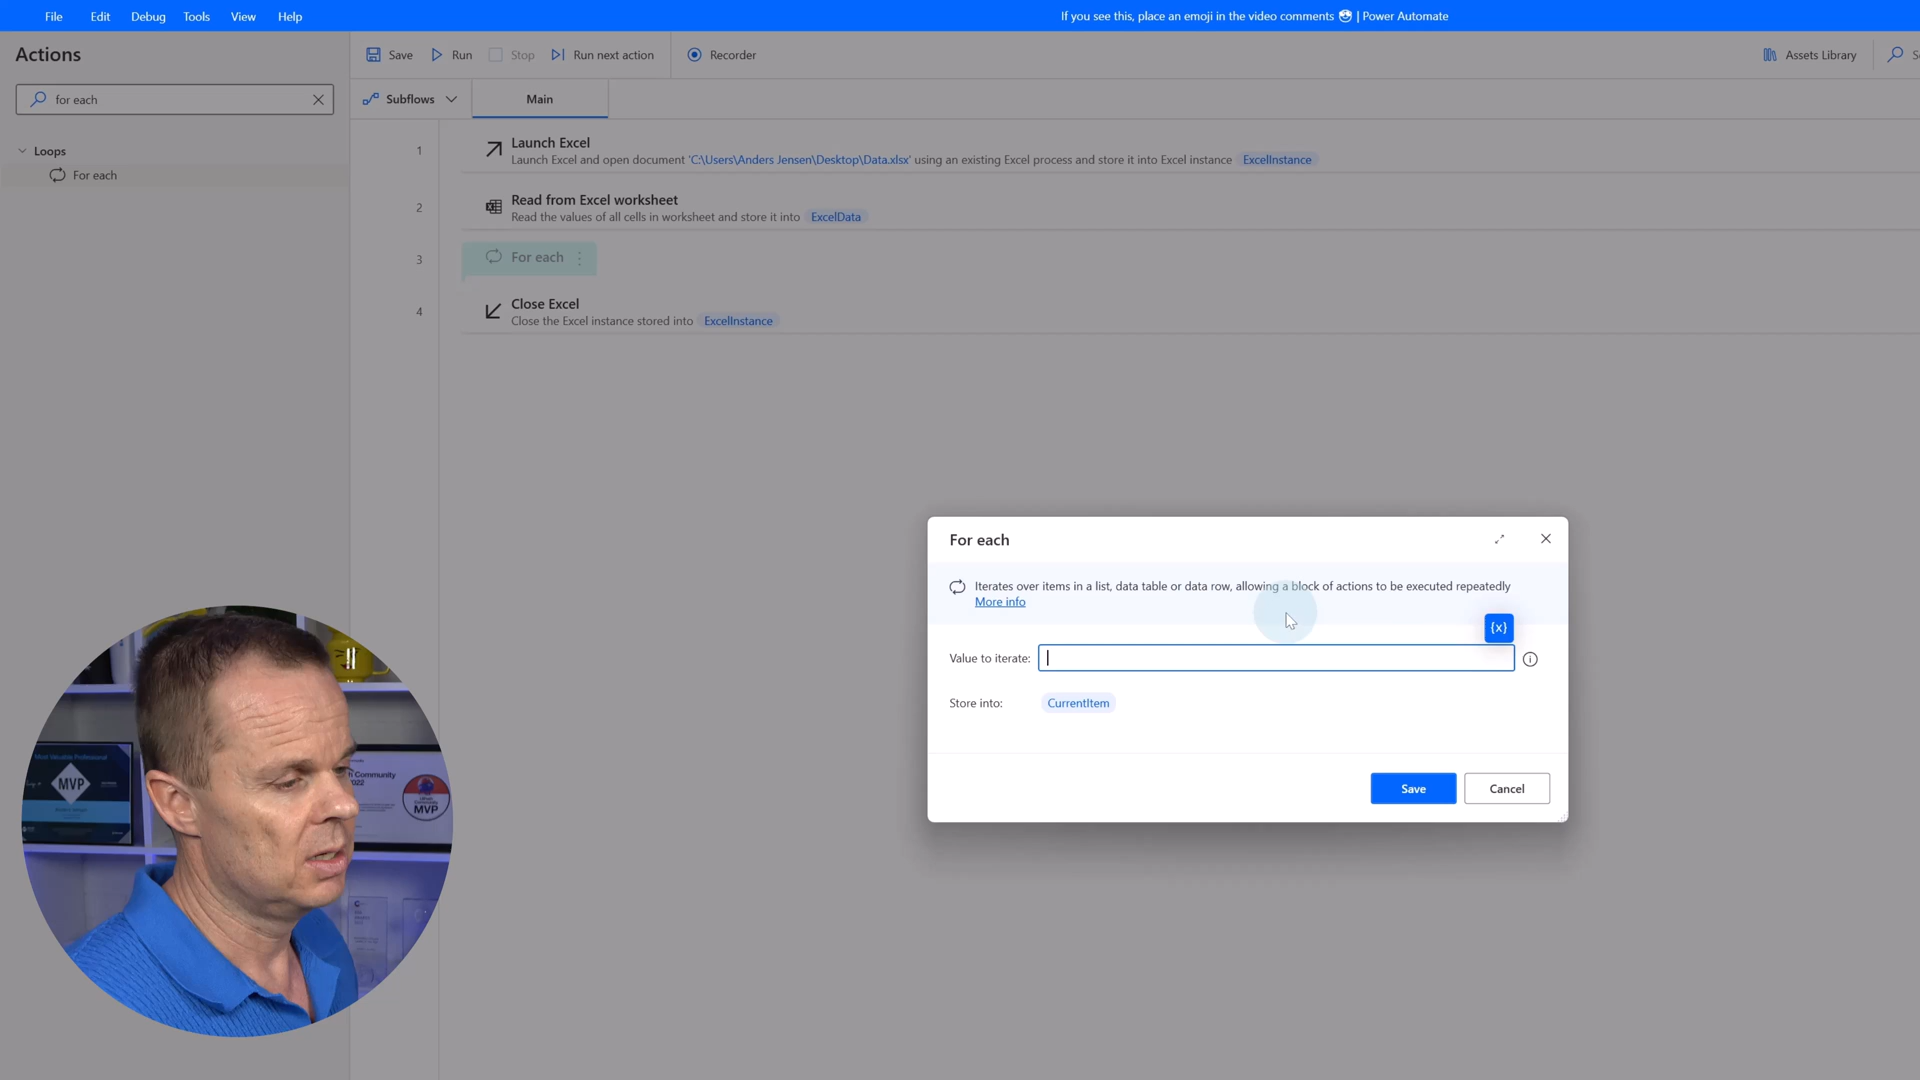 File Edit Debug Tools View Help
If you see this, place an emoji in the video comments 😎 | Power Automate
Actions
Save Run Stop Run next action Recorder
Assets Library
for each
Subflows Main
Loops
For each
1
Launch Excel
Launch Excel and open document 'C:\Users\Anders Jensen\Desktop\Data.xlsx' using an existing Excel process and store it into Excel instance ExcelInstance
2
Read from Excel worksheet
Read the values of all cells in worksheet and store it into ExcelData
3
For each
4
Close Excel
Close the Excel instance stored into ExcelInstance
For each
Iterates over items in a list, data table or data row, allowing a block of actions to be executed repeatedly
More info
{x}
Value to iterate:
Store into: CurrentItem
Save Cancel
Most Valuable Professional
MVP
Community
2022
MVP